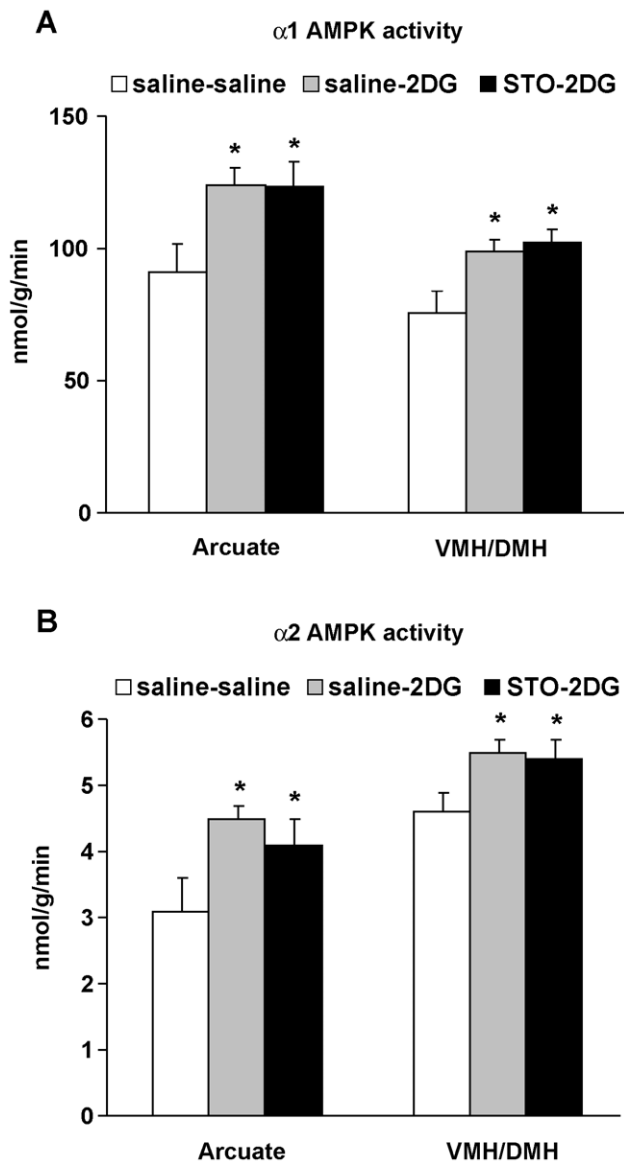 A
α1 AMPK activity
saline-saline saline-2DG STO-2DG
150
100
50
0
nmol/g/min
* *
* *
Arcuate VMH/DMH
B
α2 AMPK activity
saline-saline saline-2DG STO-2DG
6
5
4
3
2
1
0
nmol/g/min
* *
* *
Arcuate VMH/DMH